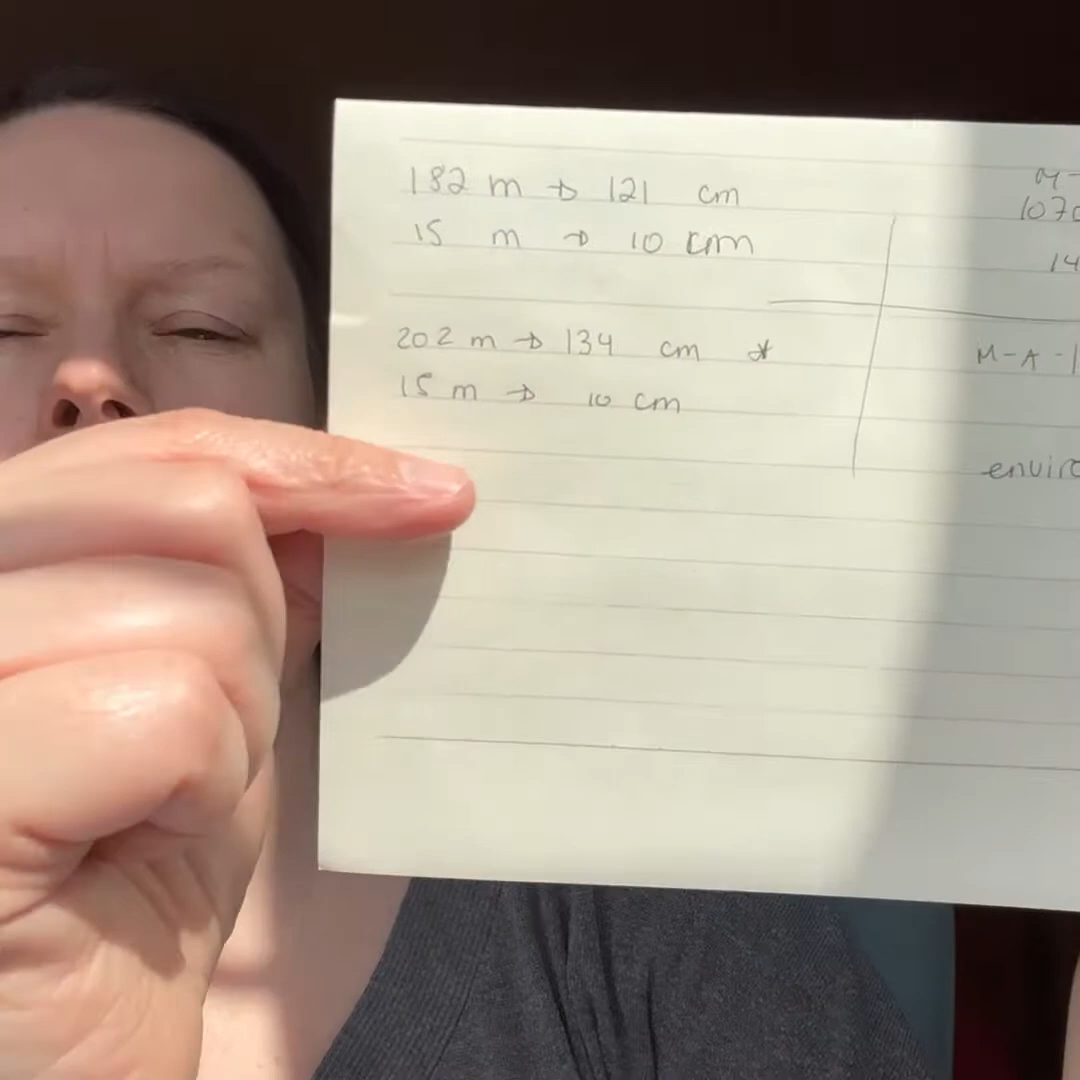 182 m → 121 cm
15 m → 10 cm
202 m → 134 cm *
15 m → 10 cm
M-A-